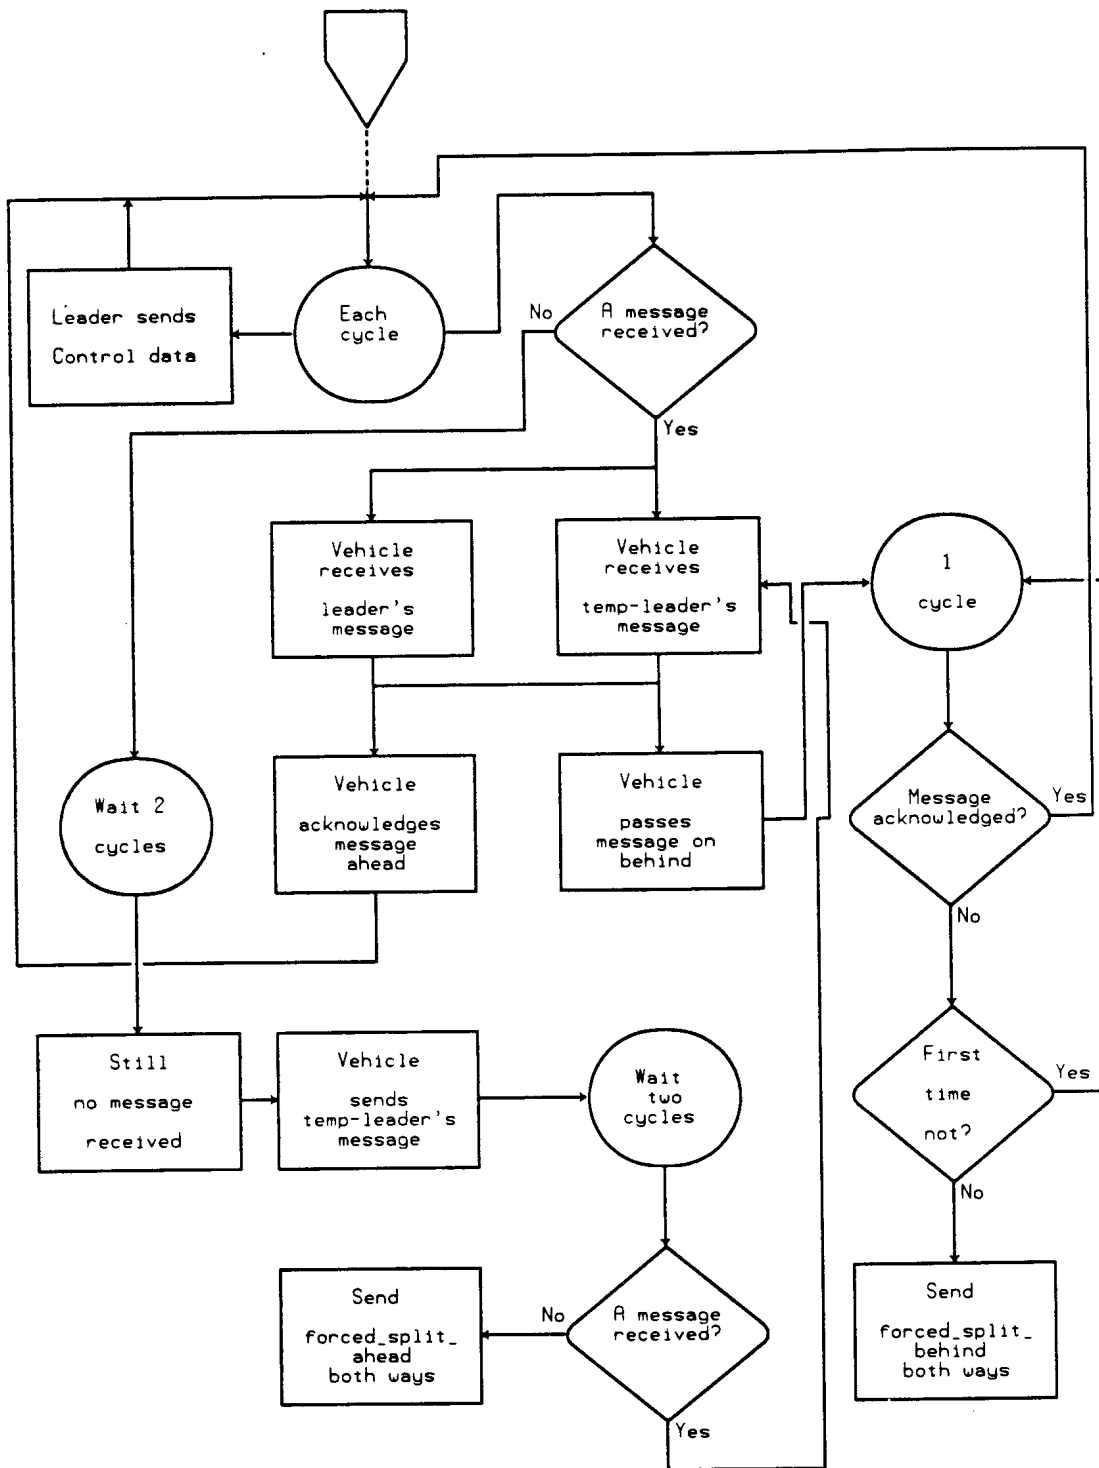 Each
cycle
Leader sends
Control data
No
A message
received?
Yes
Vehicle
receives
leader's
message
Vehicle
receives
temp-leader's
message
1
cycle
Wait 2
cycles
Vehicle
acknowledges
message
ahead
Vehicle
passes
message on
behind
Message
acknowledged?
Yes
No
Still
no message
received
Vehicle
sends
temp-leader's
message
Wait
two
cycles
First
time
not?
Yes
No
Send
forced_split_
ahead
both ways
No
A message
received?
Yes
Send
forced_split_
behind
both ways